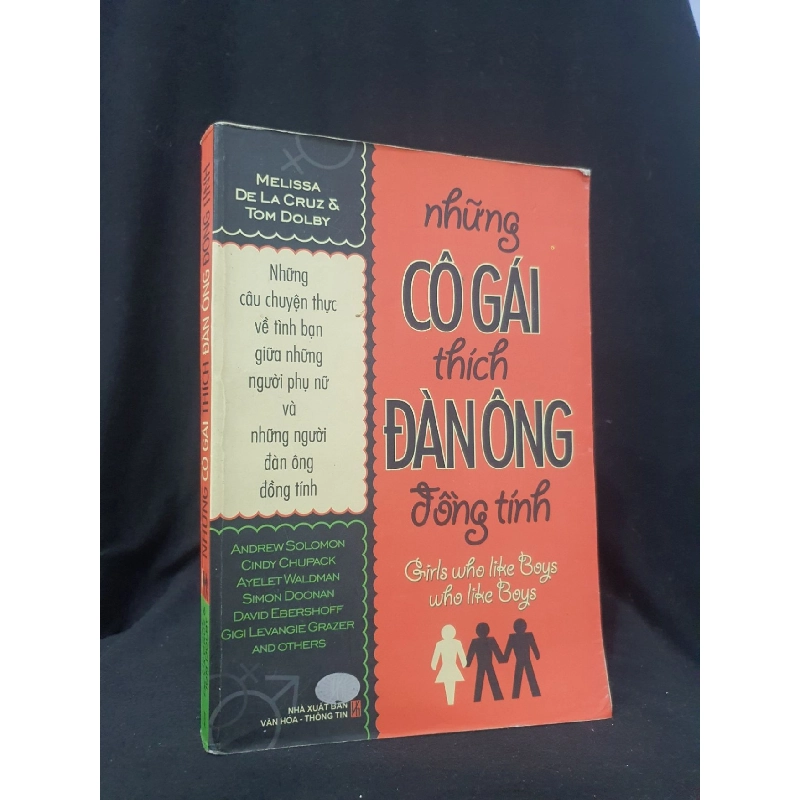 MELISSA
DE LA CRUZ &
TOM DOLBY
Những
câu chuyện thực
về tình bạn
giữa những
người phụ nữ
và
những người
đàn ông
đồng tính
ANDREW SOLOMON
CINDY CHUPACK
AYELET WALDMAN
SIMON DOONAN
DAVID EBERSHOFF
GIGI LEVANGIE GRAZER
AND OTHERS
NHÀ XUẤT BẢN
VĂN HÓA - THÔNG TIN
những
CÔ GÁI
thích
ĐÀN ÔNG
đồng tính
Girls who like Boys
who like Boys
NHỮNG CÔ GÁI THÍCH ĐÀN ÔNG ĐỒNG TÍNH